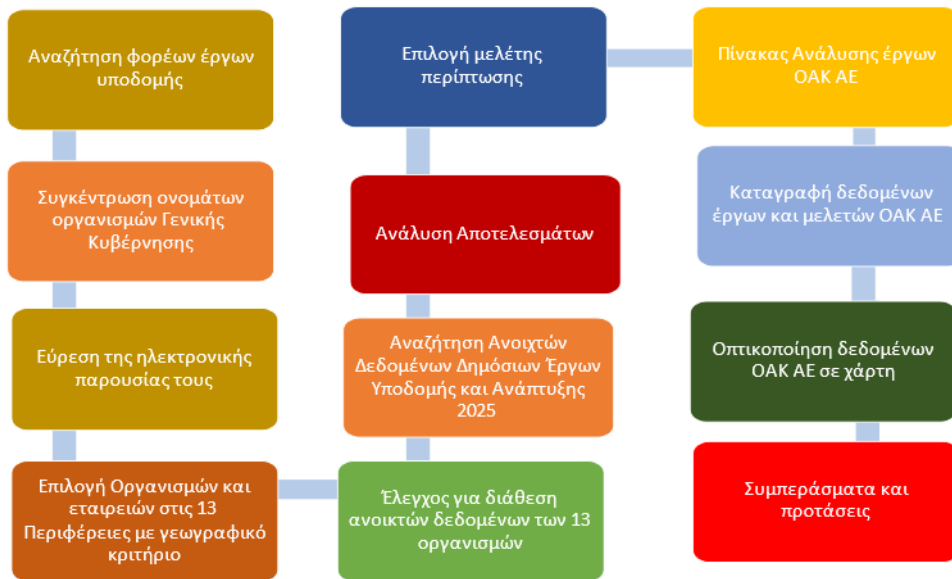 Αναζήτηση φορέων έργων
υποδομής
Συγκέντρωση ονομάτων
οργανισμών Γενικής
Κυβέρνησης
Εύρεση της ηλεκτρονικής
παρουσίας τους
Επιλογή Οργανισμών και
εταιρειών στις 13
Περιφέρειες με γεωγραφικό
κριτήριο
Έλεγχος για διάθεση
ανοικτών δεδομένων των 13
οργανισμών
Αναζήτηση Ανοιχτών
Δεδομένων Δημόσιων Έργων
Υποδομής και Ανάπτυξης
2025
Ανάλυση Αποτελεσμάτων
Επιλογή μελέτης
περίπτωσης
Πίνακας Ανάλυσης έργων
ΟΑΚ ΑΕ
Καταγραφή δεδομένων
έργων και μελετών ΟΑΚ ΑΕ
Οπτικοποίηση δεδομένων
ΟΑΚ ΑΕ σε χάρτη
Συμπεράσματα και
προτάσεις